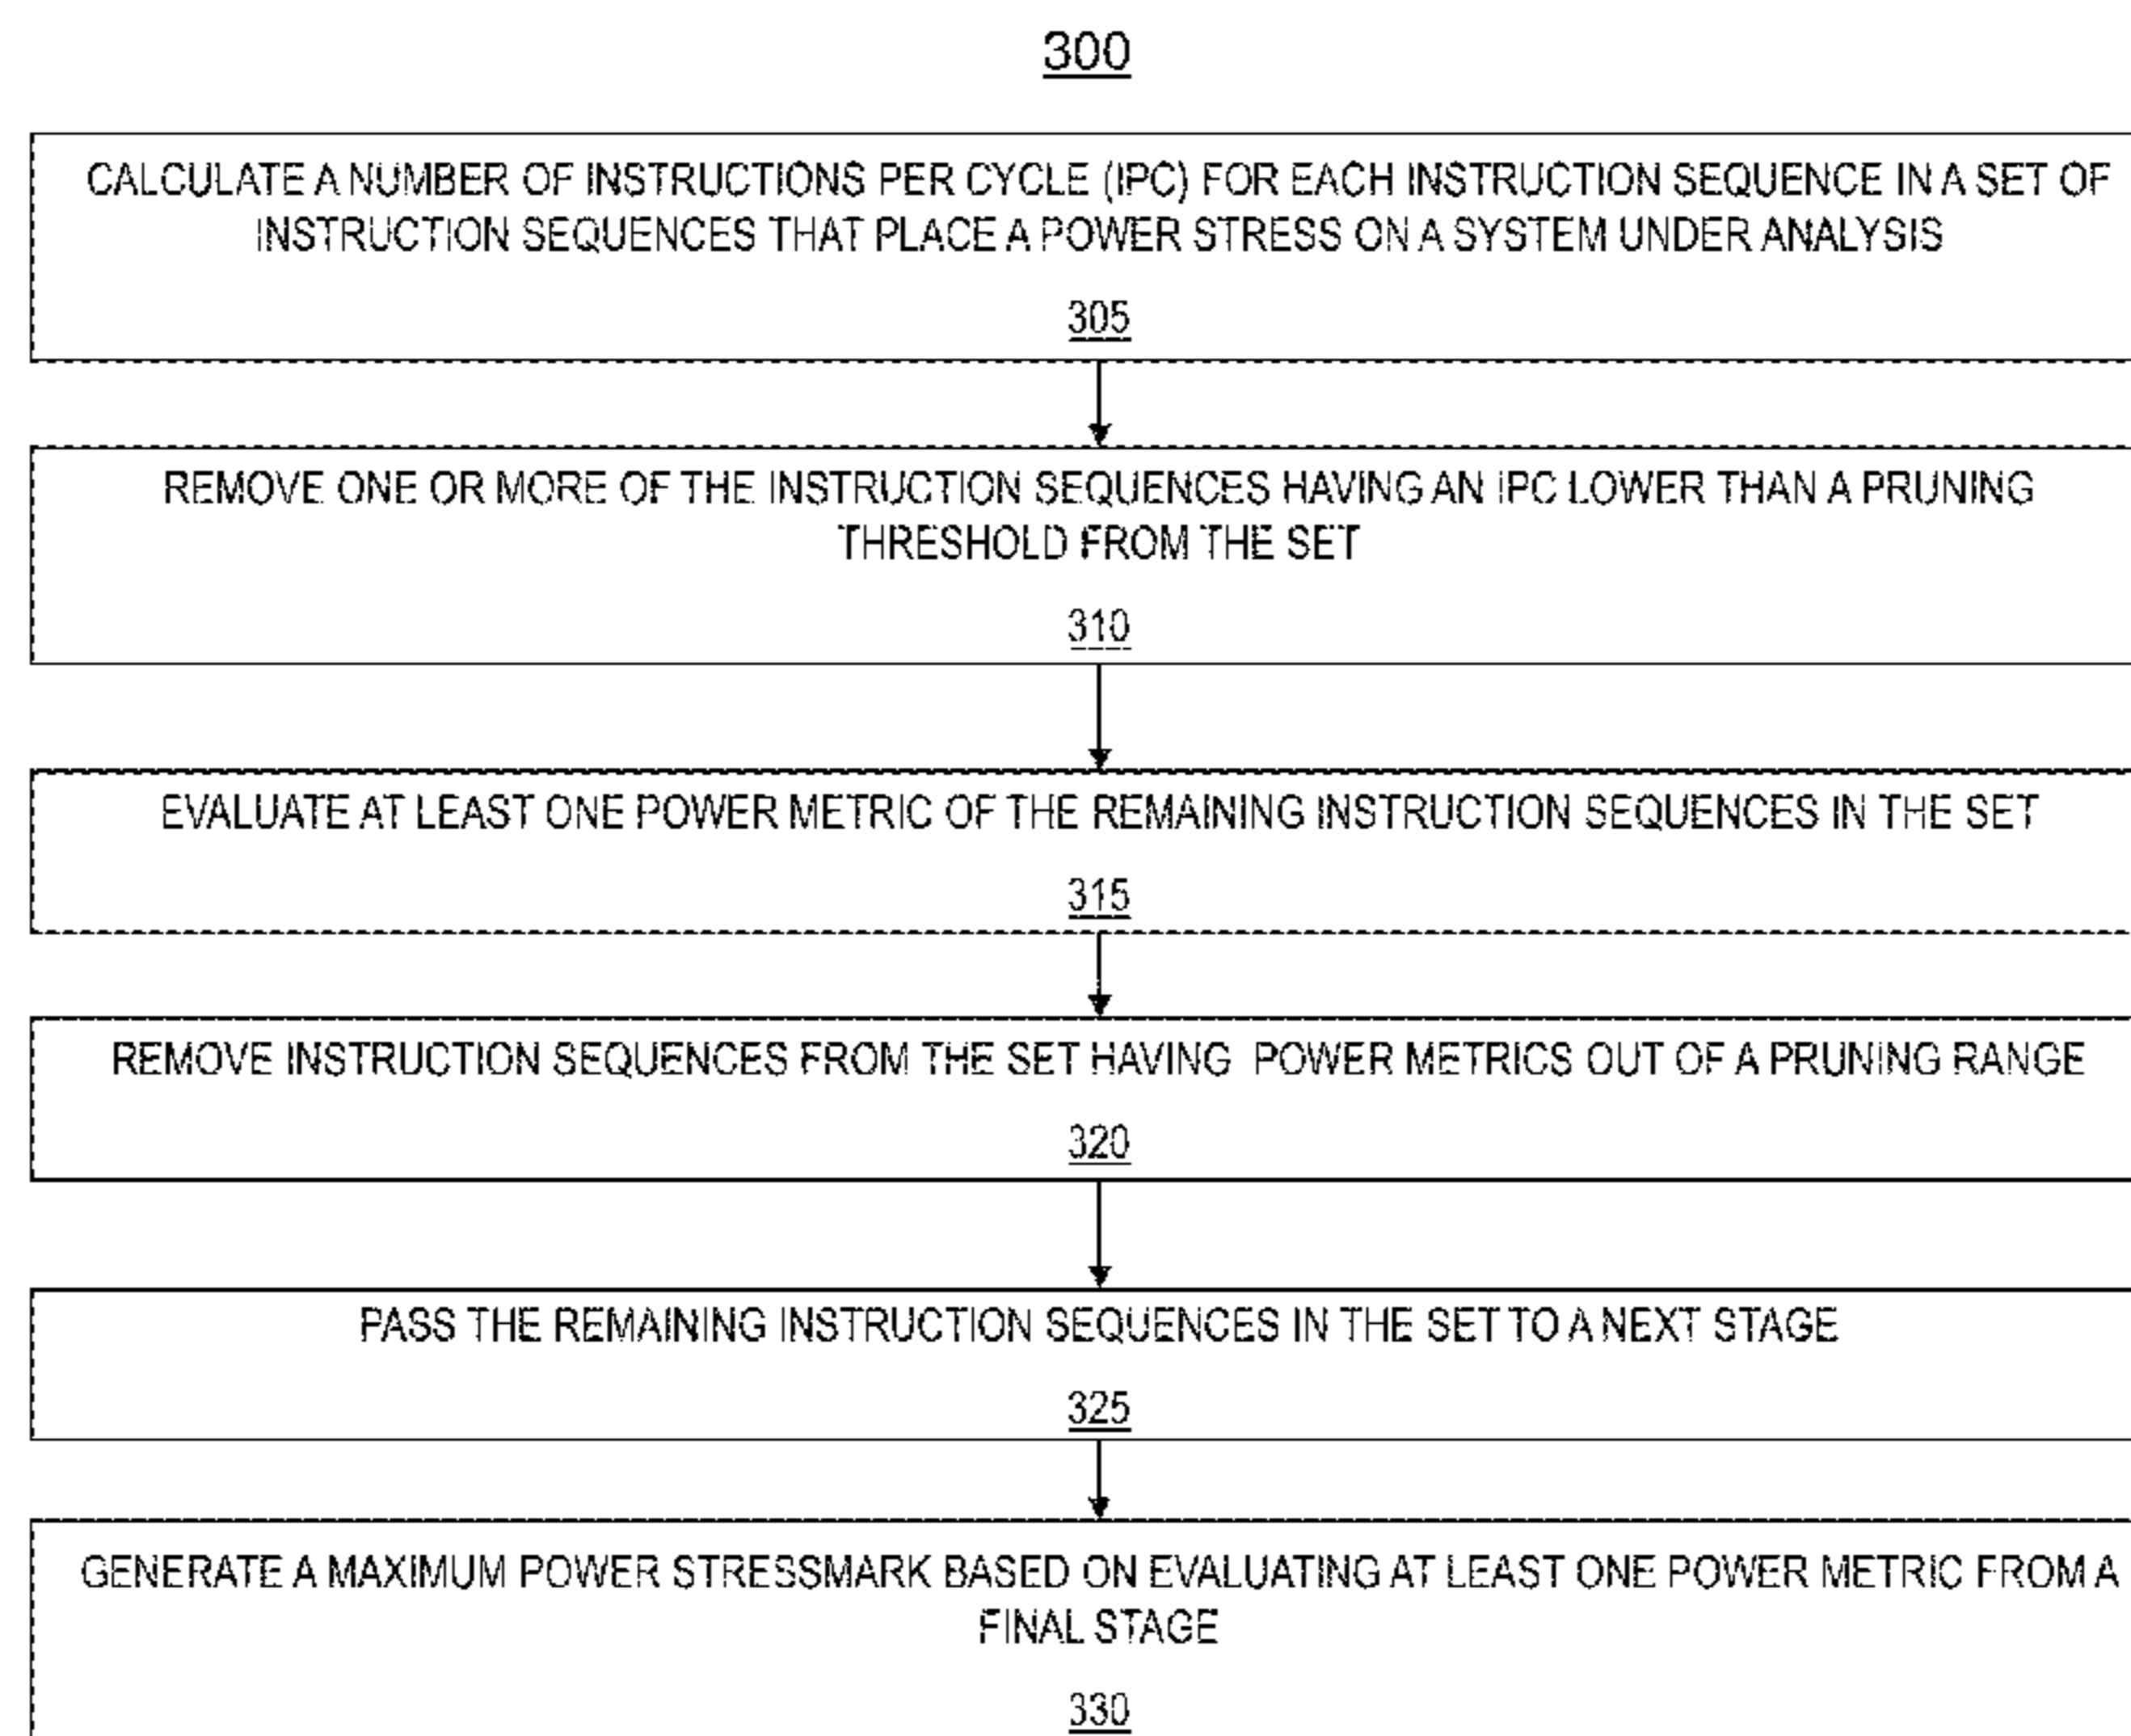 300
CALCULATE A NUMBER OF INSTRUCTIONS PER CYCLE (IPC) FOR EACH INSTRUCTION SEQUENCE IN A SET OF
INSTRUCTION SEQUENCES THAT PLACE A POWER STRESS ON A SYSTEM UNDER ANALYSIS
305
REMOVE ONE OR MORE OF THE INSTRUCTION SEQUENCES HAVING AN IPC LOWER THAN A PRUNING
THRESHOLD FROM THE SET
310
EVALUATE AT LEAST ONE POWER METRIC OF THE REMAINING INSTRUCTION SEQUENCES IN THE SET
315
REMOVE INSTRUCTION SEQUENCES FROM THE SET HAVING POWER METRICS OUT OF A PRUNING RANGE
320
PASS THE REMAINING INSTRUCTION SEQUENCES IN THE SET TO A NEXT STAGE
325
GENERATE A MAXIMUM POWER STRESSMARK BASED ON EVALUATING AT LEAST ONE POWER METRIC FROM A
FINAL STAGE
330